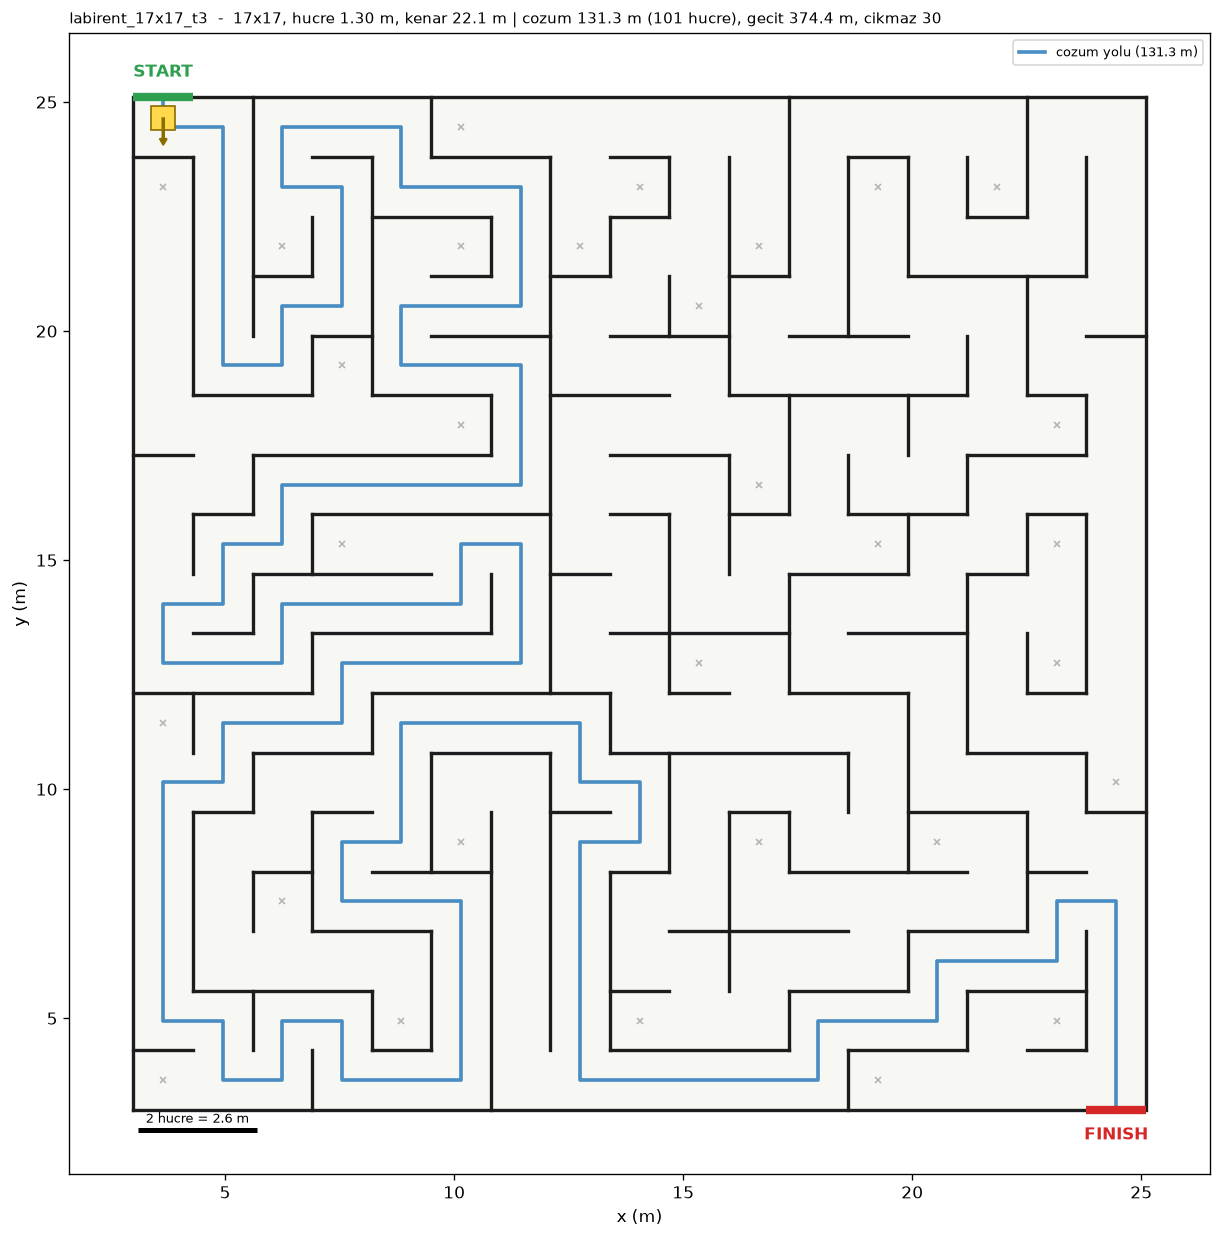 labirent_17x17_t3  -  17x17, hucre 1.30 m, kenar 22.1 m | cozum 131.3 m (101 hucre), gecit 374.4 m, cikmaz 30
cozum yolu (131.3 m)
START
25
20
15
10
5
y (m)
2 hucre = 2.6 m
FINISH
5 10 15 20 25
x (m)